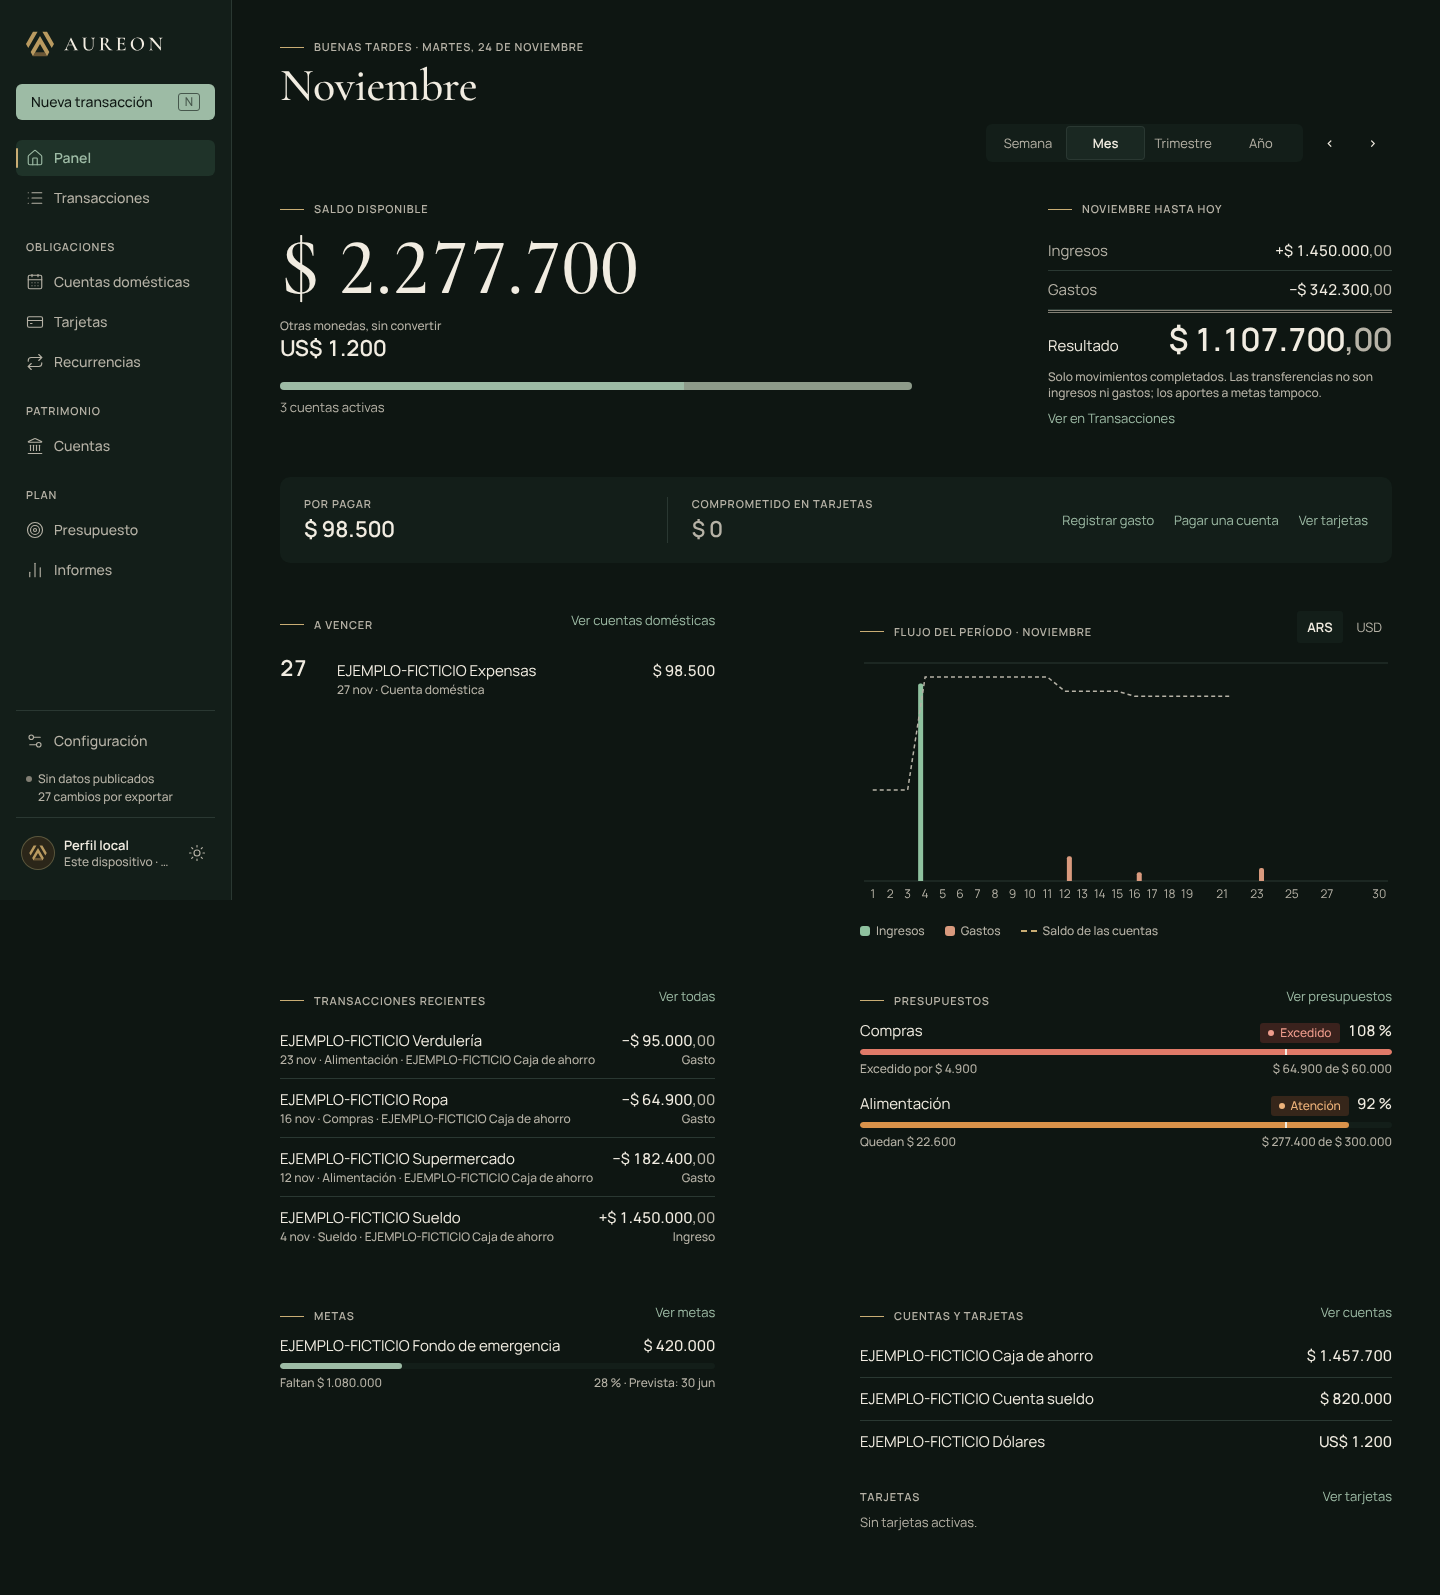 AUREON
Nueva transacción N
Panel
Transacciones
OBLIGACIONES
Cuentas domésticas
Tarjetas
Recurrencias
PATRIMONIO
Cuentas
PLAN
Presupuesto
Informes
Configuración
Sin datos publicados
27 cambios por exportar
Perfil local
Este dispositivo · …
BUENAS TARDES · MARTES, 24 DE NOVIEMBRE
Noviembre
Semana Mes Trimestre Año ‹ ›
SALDO DISPONIBLE
$ 2.277.700
Otras monedas, sin convertir
US$ 1.200
3 cuentas activas
NOVIEMBRE HASTA HOY
Ingresos +$ 1.450.000,00
Gastos −$ 342.300,00
Resultado $ 1.107.700,00
Solo movimientos completados. Las transferencias no son
ingresos ni gastos; los aportes a metas tampoco.
Ver en Transacciones
POR PAGAR
$ 98.500
COMPROMETIDO EN TARJETAS
$ 0
Registrar gasto Pagar una cuenta Ver tarjetas
A VENCER Ver cuentas domésticas
27 EJEMPLO-FICTICIO Expensas $ 98.500
27 nov · Cuenta doméstica
FLUJO DEL PERÍODO · NOVIEMBRE ARS USD
1 2 3 4 5 6 7 8 9 10 11 12 13 14 15 16 17 18 19 21 23 25 27 30
Ingresos Gastos Saldo de las cuentas
TRANSACCIONES RECIENTES Ver todas
EJEMPLO-FICTICIO Verdulería −$ 95.000,00
23 nov · Alimentación · EJEMPLO-FICTICIO Caja de ahorro Gasto
EJEMPLO-FICTICIO Ropa −$ 64.900,00
16 nov · Compras · EJEMPLO-FICTICIO Caja de ahorro Gasto
EJEMPLO-FICTICIO Supermercado −$ 182.400,00
12 nov · Alimentación · EJEMPLO-FICTICIO Caja de ahorro Gasto
EJEMPLO-FICTICIO Sueldo +$ 1.450.000,00
4 nov · Sueldo · EJEMPLO-FICTICIO Caja de ahorro Ingreso
PRESUPUESTOS Ver presupuestos
Compras Excedido 108 %
Excedido por $ 4.900 $ 64.900 de $ 60.000
Alimentación Atención 92 %
Quedan $ 22.600 $ 277.400 de $ 300.000
METAS Ver metas
EJEMPLO-FICTICIO Fondo de emergencia $ 420.000
Faltan $ 1.080.000 28 % · Prevista: 30 jun
CUENTAS Y TARJETAS Ver cuentas
EJEMPLO-FICTICIO Caja de ahorro $ 1.457.700
EJEMPLO-FICTICIO Cuenta sueldo $ 820.000
EJEMPLO-FICTICIO Dólares US$ 1.200
TARJETAS Ver tarjetas
Sin tarjetas activas.